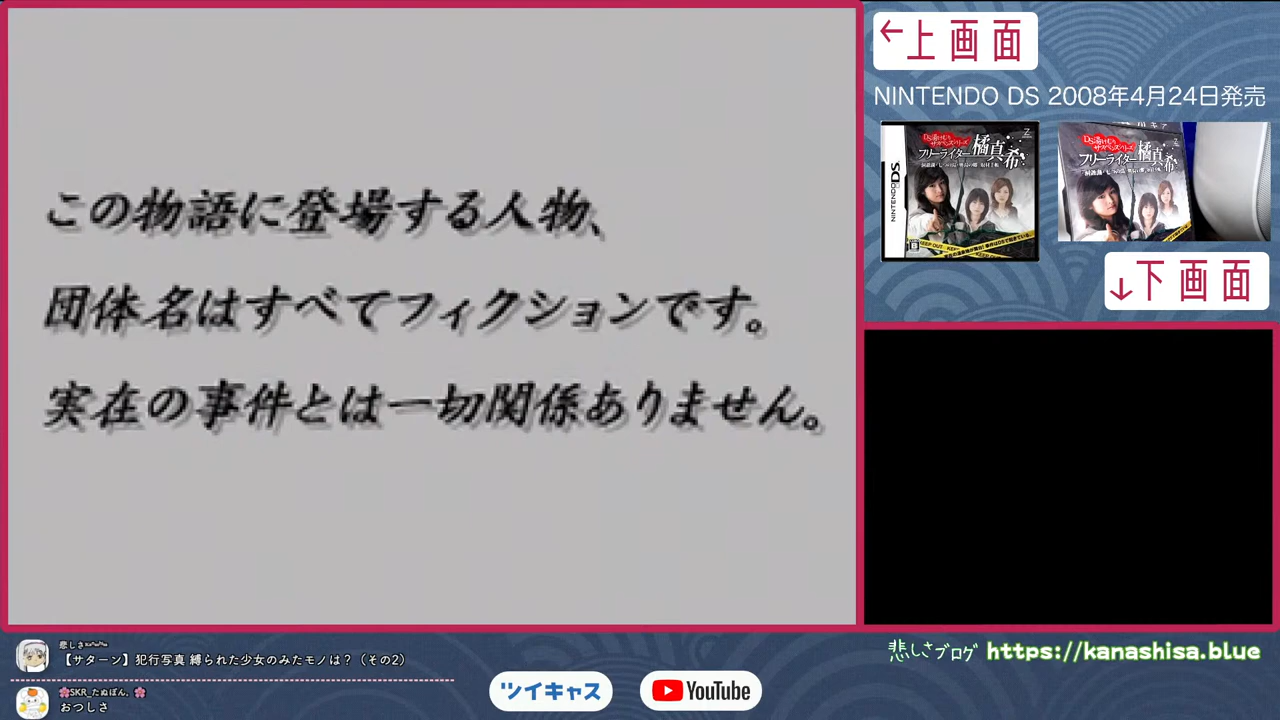 この物語に登場する人物、
団体名はすべてフィクションです。
実在の事件とは一切関係ありません。
←上画面
NINTENDO DS 2008年4月24日発売
NINTENDO DS
フリーライター
橘真希
フリーライター
橘真希
↓下画面
悲しさ
【サターン】犯行写真 縛られた少女のみたモノは？（その2）
🌸SKR_たぬぽん。🌸
おつしさ
ツイキャス
YouTube
悲しさブログ https://kanashisa.blue